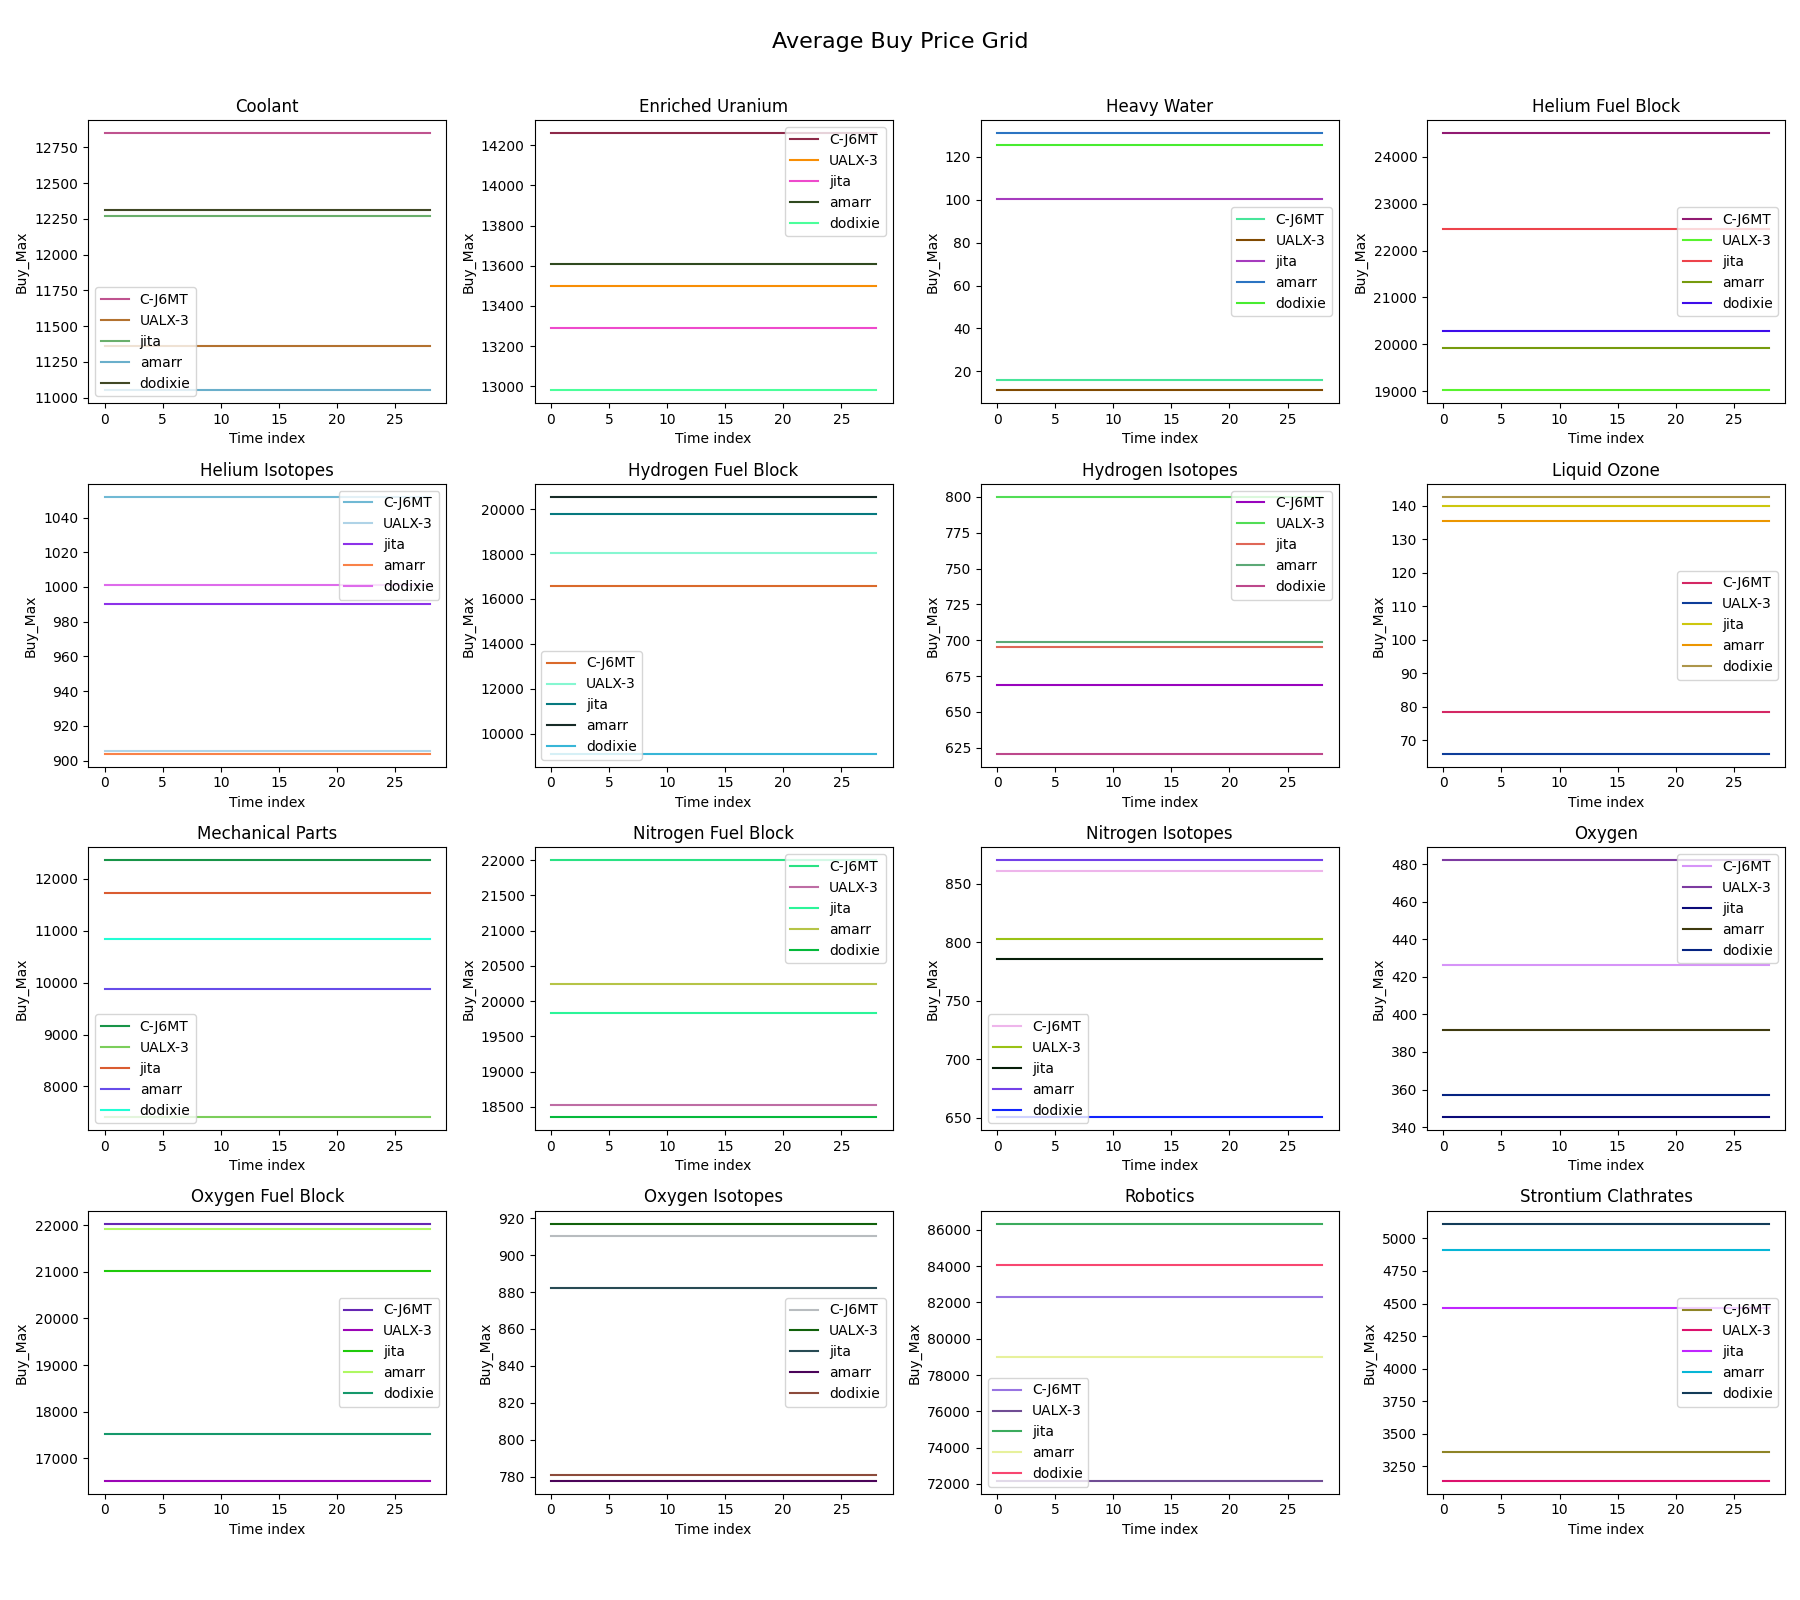 Average Buy Price Grid
Coolant
Buy_Max
12750
12500
12250
12000
11750
11500
11250
11000
C-J6MT
UALX-3
jita
amarr
dodixie
0 5 10 15 20 25
Time index
Enriched Uranium
Buy_Max
14200
14000
13800
13600
13400
13200
13000
C-J6MT
UALX-3
jita
amarr
dodixie
0 5 10 15 20 25
Time index
Heavy Water
Buy_Max
120
100
80
60
40
20
C-J6MT
UALX-3
jita
amarr
dodixie
0 5 10 15 20 25
Time index
Helium Fuel Block
Buy_Max
24000
23000
22000
21000
20000
19000
C-J6MT
UALX-3
jita
amarr
dodixie
0 5 10 15 20 25
Time index
Helium Isotopes
Buy_Max
1040
1020
1000
980
960
940
920
900
C-J6MT
UALX-3
jita
amarr
dodixie
0 5 10 15 20 25
Time index
Hydrogen Fuel Block
Buy_Max
20000
18000
16000
14000
12000
10000
C-J6MT
UALX-3
jita
amarr
dodixie
0 5 10 15 20 25
Time index
Hydrogen Isotopes
Buy_Max
800
775
750
725
700
675
650
625
C-J6MT
UALX-3
jita
amarr
dodixie
0 5 10 15 20 25
Time index
Liquid Ozone
Buy_Max
140
130
120
110
100
90
80
70
C-J6MT
UALX-3
jita
amarr
dodixie
0 5 10 15 20 25
Time index
Mechanical Parts
Buy_Max
12000
11000
10000
9000
8000
C-J6MT
UALX-3
jita
amarr
dodixie
0 5 10 15 20 25
Time index
Nitrogen Fuel Block
Buy_Max
22000
21500
21000
20500
20000
19500
19000
18500
C-J6MT
UALX-3
jita
amarr
dodixie
0 5 10 15 20 25
Time index
Nitrogen Isotopes
Buy_Max
850
800
750
700
650
C-J6MT
UALX-3
jita
amarr
dodixie
0 5 10 15 20 25
Time index
Oxygen
Buy_Max
480
460
440
420
400
380
360
340
C-J6MT
UALX-3
jita
amarr
dodixie
0 5 10 15 20 25
Time index
Oxygen Fuel Block
Buy_Max
22000
21000
20000
19000
18000
17000
C-J6MT
UALX-3
jita
amarr
dodixie
0 5 10 15 20 25
Time index
Oxygen Isotopes
Buy_Max
920
900
880
860
840
820
800
780
C-J6MT
UALX-3
jita
amarr
dodixie
0 5 10 15 20 25
Time index
Robotics
Buy_Max
86000
84000
82000
80000
78000
76000
74000
72000
C-J6MT
UALX-3
jita
amarr
dodixie
0 5 10 15 20 25
Time index
Strontium Clathrates
Buy_Max
5000
4750
4500
4250
4000
3750
3500
3250
C-J6MT
UALX-3
jita
amarr
dodixie
0 5 10 15 20 25
Time index